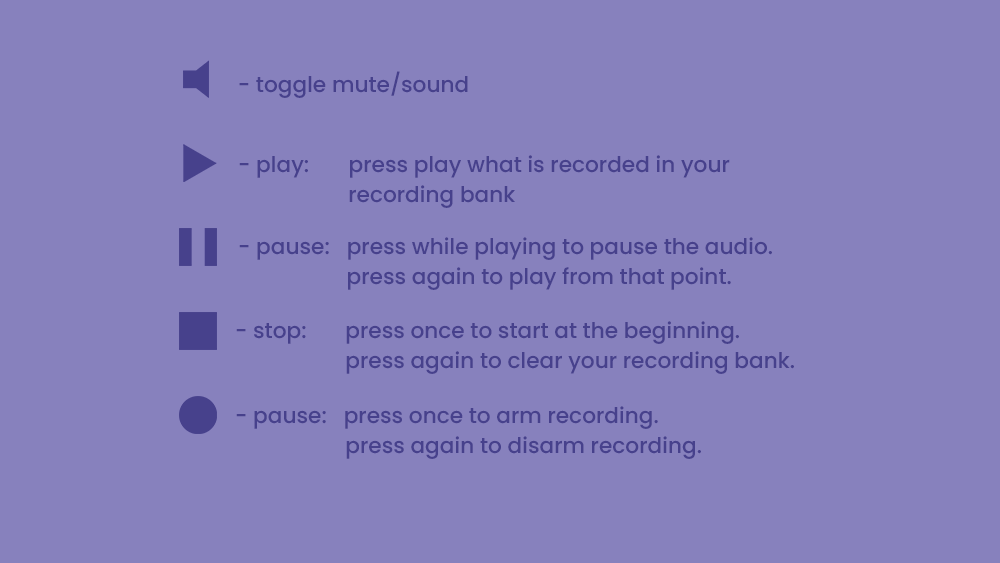 - toggle mute/sound
- play: press play what is recorded in your
recording bank
- pause: press while playing to pause the audio.
press again to play from that point.
- stop: press once to start at the beginning.
press again to clear your recording bank.
- pause: press once to arm recording.
press again to disarm recording.